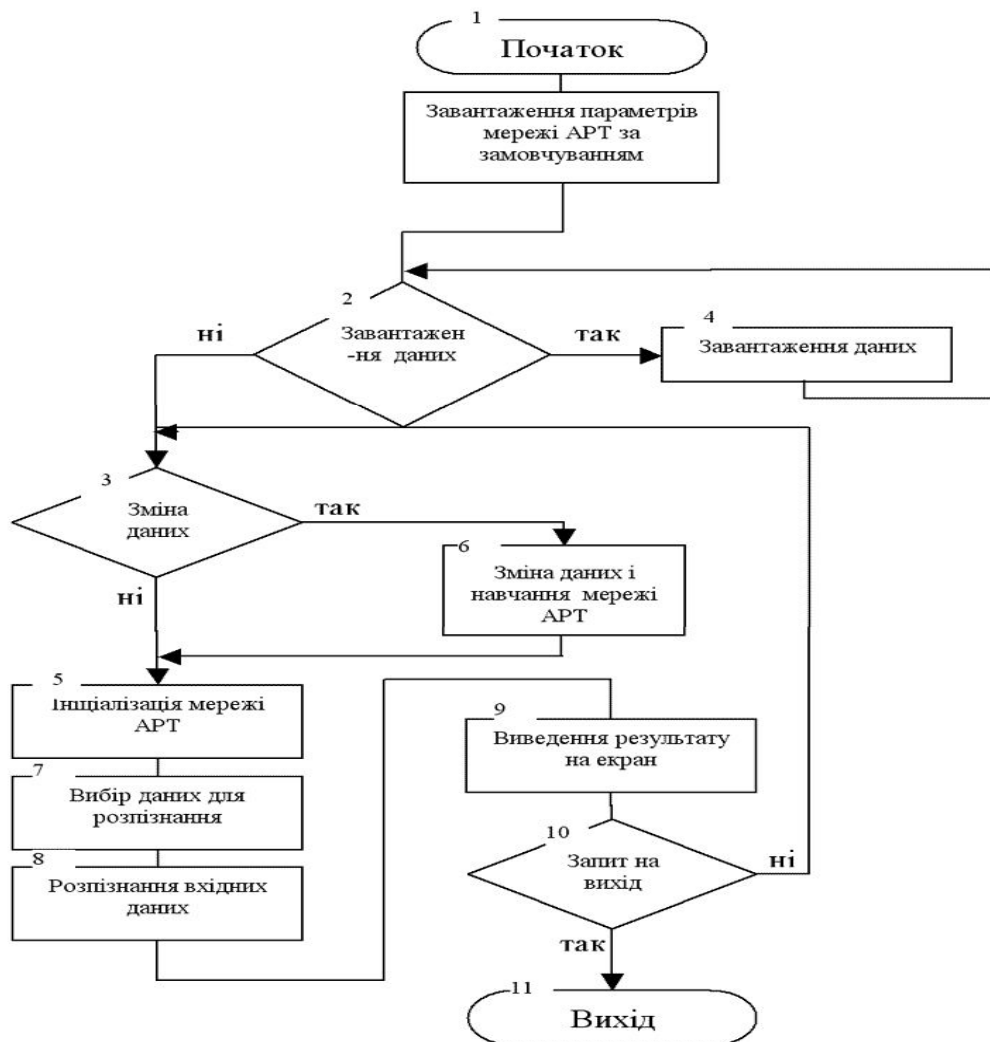 1
Початок
Завантаження параметрів
мережі АРТ за
замовчуванням
2
ні
Завантажен
-ня даних
так
4
Завантаження даних
3
Зміна
даних
так
ні
6
Зміна даних і
навчання мережі
АРТ
5
Ініціалізація мережі
АРТ
7
Вибір даних для
розпізнання
8
Розпізнання вхідних
даних
9
Виведення результату
на екран
10
Запит на
вихід
ні
так
11
Вихід